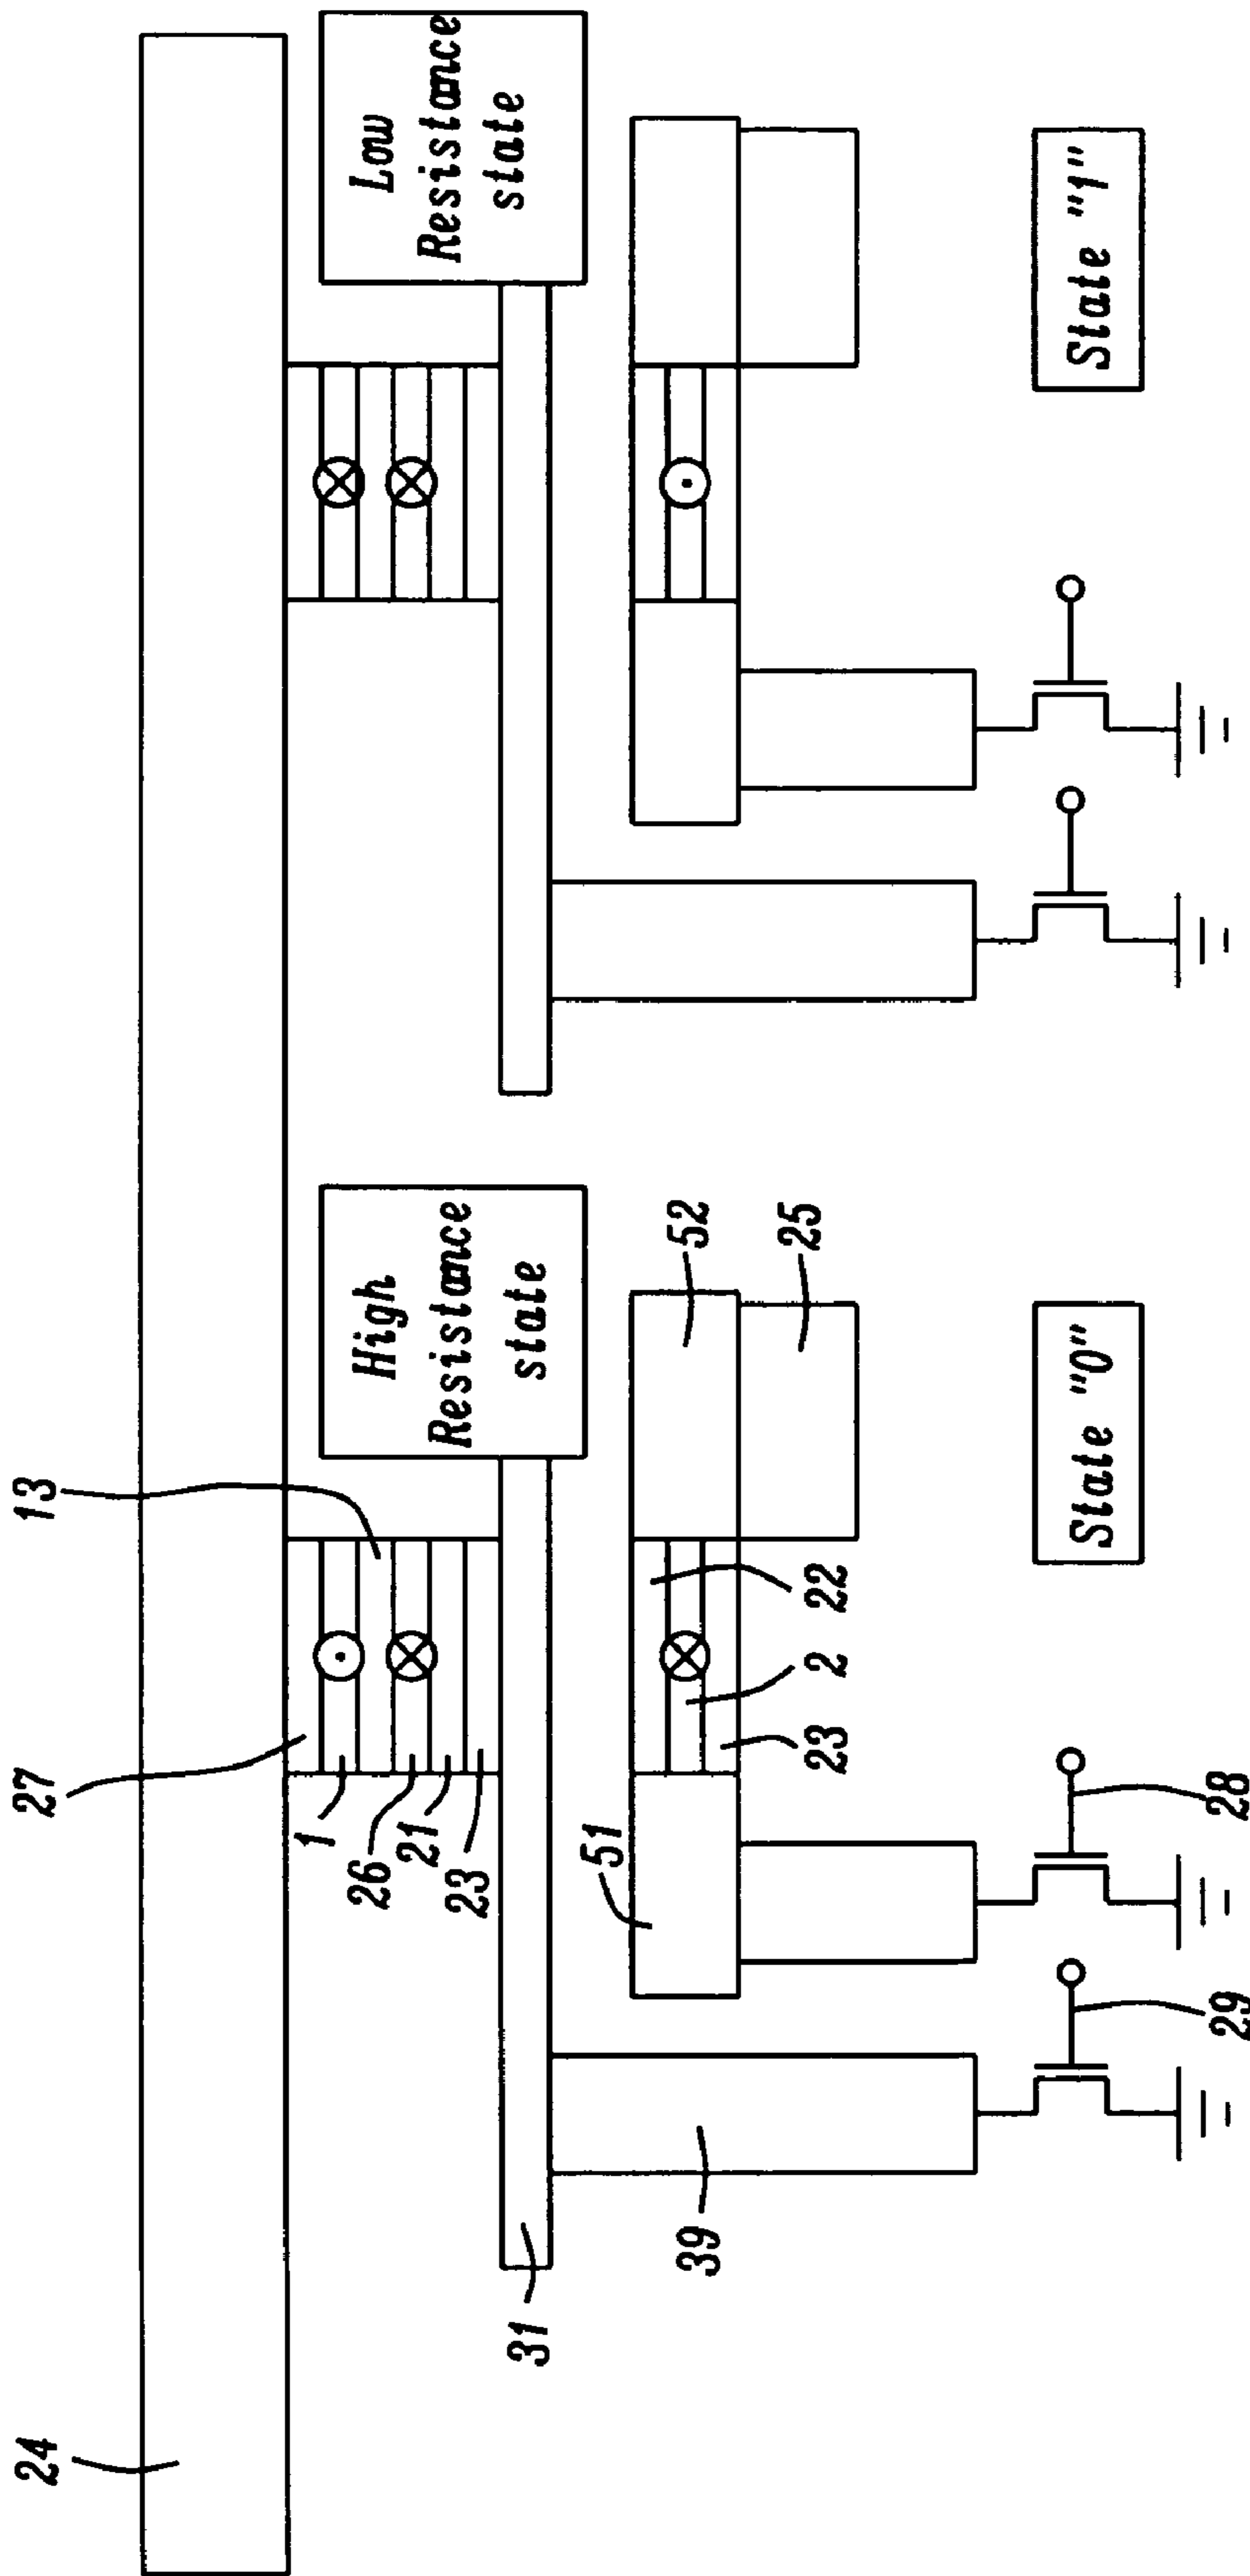 24
27
13
1
26
21
23
High
Resistance
state
Low
Resistance
state
31
39
51
23
2
22
52
25
29
28
State "0"
State "1"